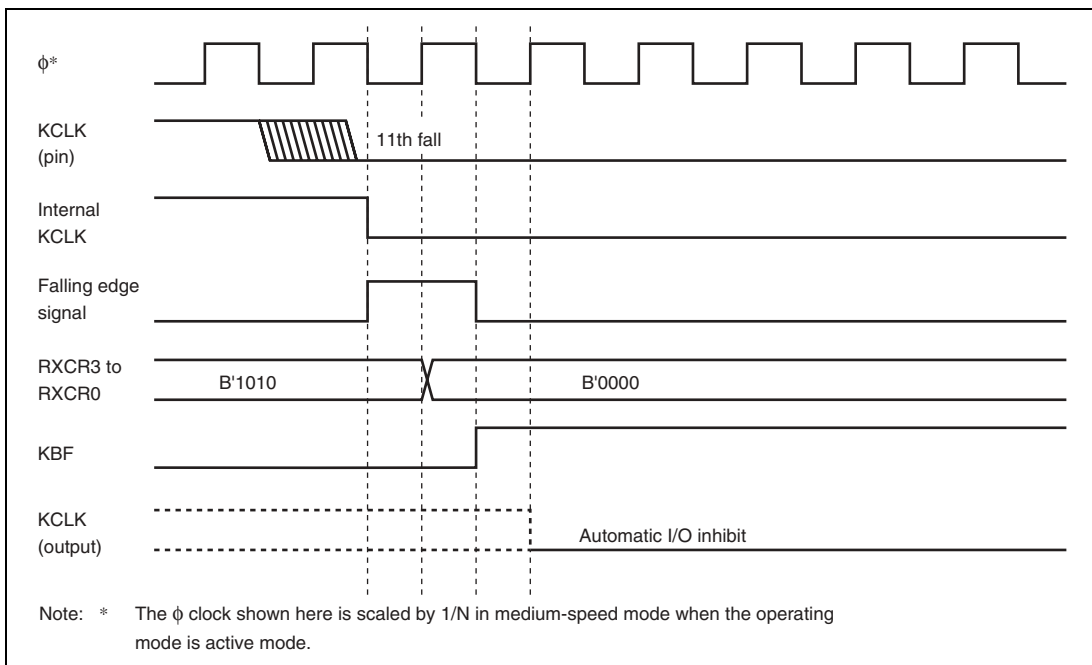 ϕ*
KCLK
(pin)
11th fall
Internal
KCLK
Falling edge
signal
RXCR3 to
RXCR0
B'1010
B'0000
KBF
KCLK
(output)
Automatic I/O inhibit
Note: * The ϕ clock shown here is scaled by 1/N in medium-speed mode when the operating
mode is active mode.